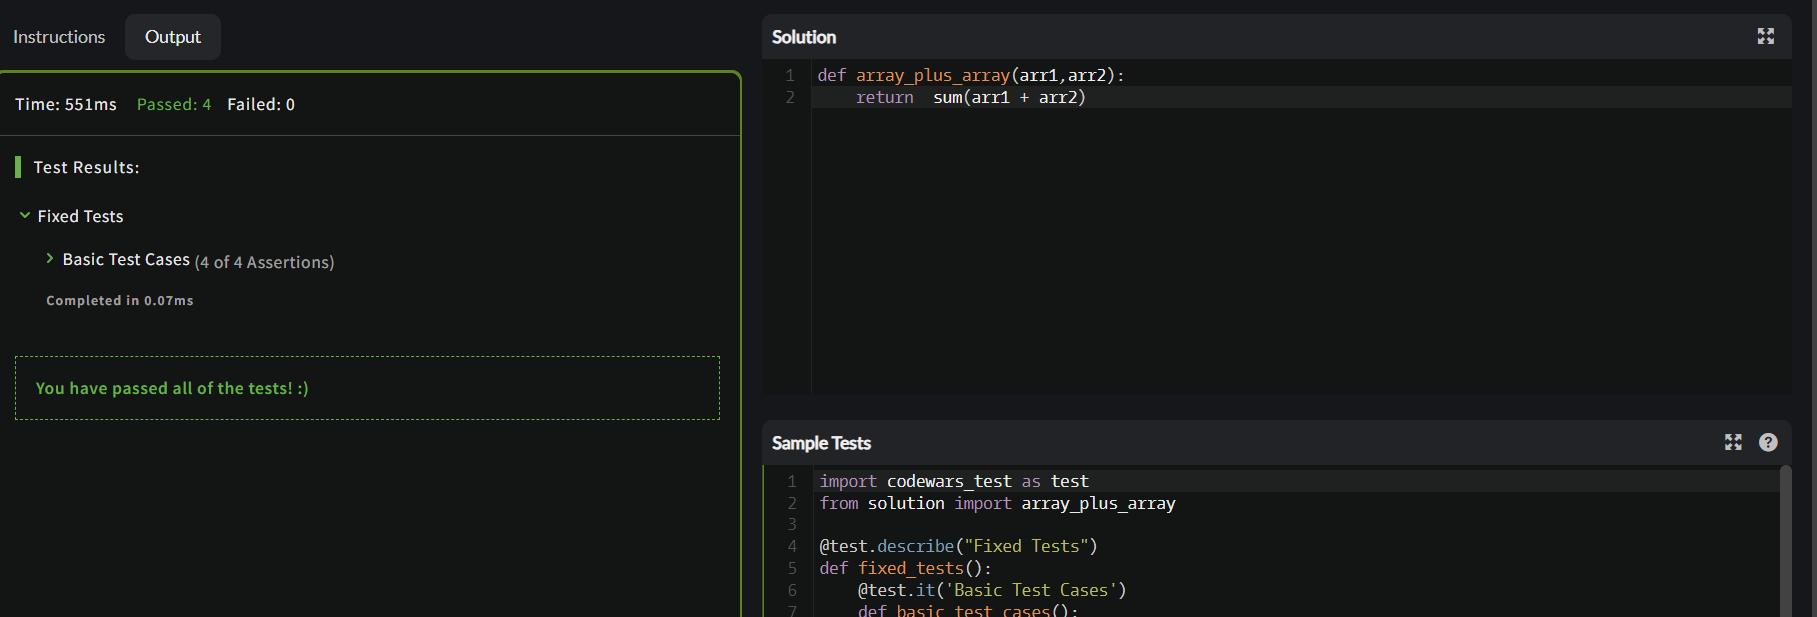 Instructions
Output
Time: 551ms Passed: 4 Failed: 0
Test Results:
Fixed Tests
Basic Test Cases (4 of 4 Assertions)
Completed in 0.07ms
You have passed all of the tests! :)
Solution
1 def array_plus_array(arr1,arr2):
2     return  sum(arr1 + arr2)
Sample Tests
?
1 import codewars_test as test
2 from solution import array_plus_array
3
4 @test.describe("Fixed Tests")
5 def fixed_tests():
6     @test.it('Basic Test Cases')
7     def basic_test_cases():